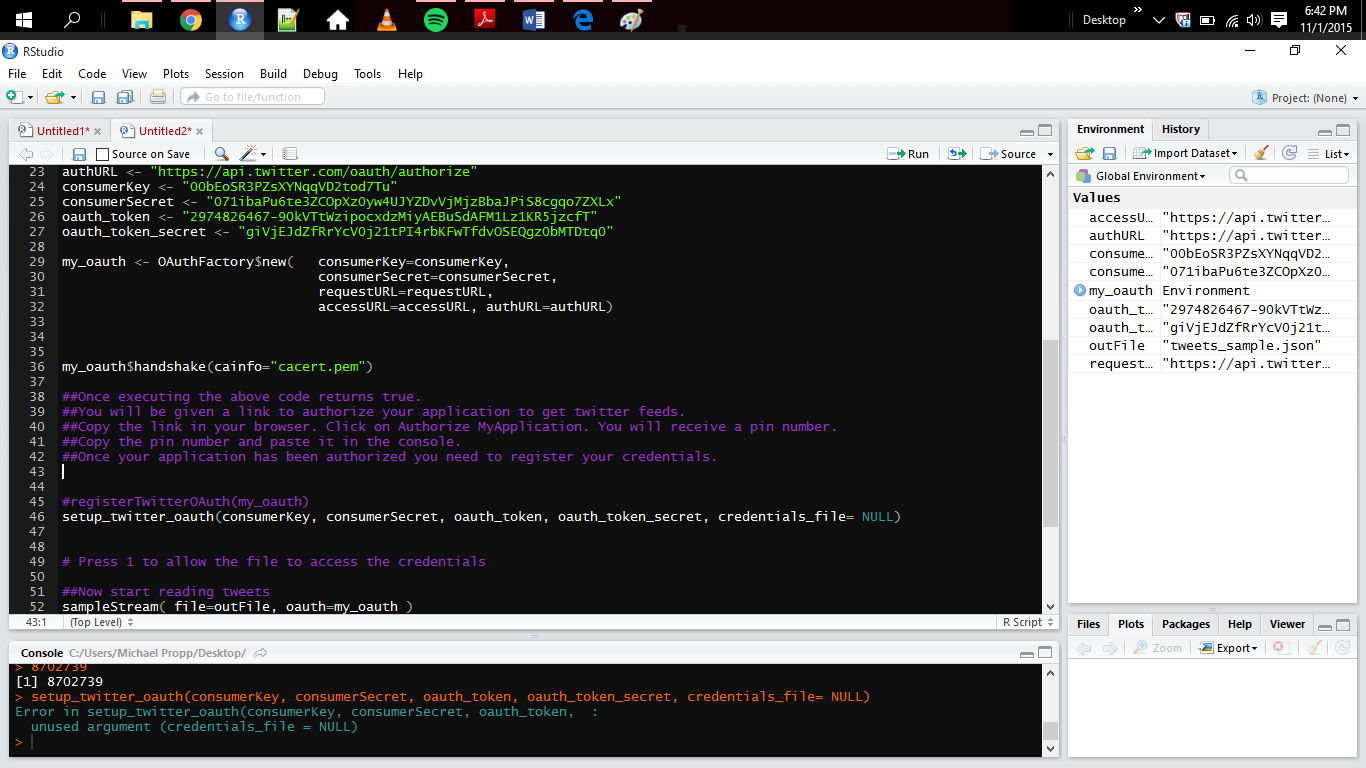 Desktop
6:42 PM
11/1/2015
RStudio
File Edit Code View Plots Session Build Debug Tools Help
Go to file/function
Project: (None)
Untitled1* Untitled2*
Source on Save Run Source
23 authURL <- "https://api.twitter.com/oauth/authorize"
24 consumerKey <-
25 consumerSecret <-
26 oauth_token <-
27 oauth_token_secret <-
28
29 my_oauth <- OAuthFactory$new( consumerKey=consumerKey,
30 consumerSecret=consumerSecret,
31 requestURL=requestURL,
32 accessURL=accessURL, authURL=authURL)
33
34
35
36 my_oauth$handshake(cainfo="cacert.pem")
37
38 ##Once executing the above code returns true.
39 ##You will be given a link to authorize your application to get twitter feeds.
40 ##Copy the link in your browser. Click on Authorize MyApplication. You will receive a pin number.
41 ##Copy the pin number and paste it in the console.
42 ##Once your application has been authorized you need to register your credentials.
43
44
45 #registerTwitterOAuth(my_oauth)
46 setup_twitter_oauth(consumerKey, consumerSecret, oauth_token, oauth_token_secret, credentials_file= NULL)
47
48
49 # Press 1 to allow the file to access the credentials
50
51 ##Now start reading tweets
52 sampleStream( file=outFile, oauth=my_oauth )
43:1 (Top Level) R Script
Console C:/Users/Michael Propp/Desktop/
> 8702739
[1] 8702739
> setup_twitter_oauth(consumerKey, consumerSecret, oauth_token, oauth_token_secret, credentials_file= NULL)
Error in setup_twitter_oauth(consumerKey, consumerSecret, oauth_token,  :
unused argument (credentials_file = NULL)
>
Environment History
Import Dataset List
Global Environment
Values
accessU… "https://api.twitter…
authURL "https://api.twitter…
consume…
consume…
my_oauth Environment
oauth_t…
oauth_t…
outFile "tweets_sample.json"
request… "https://api.twitter…
Files Plots Packages Help Viewer
Zoom Export